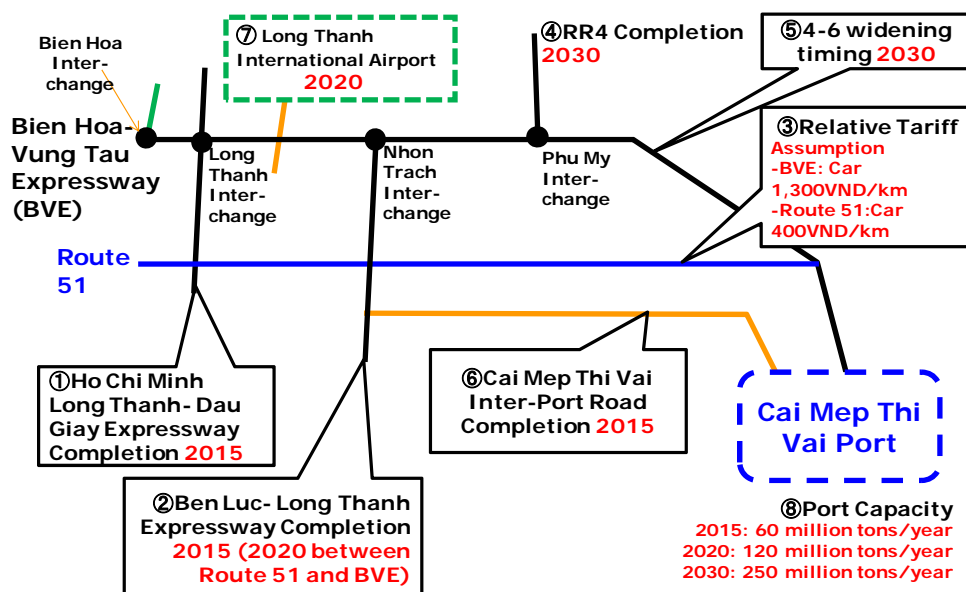 Bien Hoa
Inter-
change
⑦ Long Thanh
International Airport
2020
④RR4 Completion
2030
⑤4-6 widening
timing 2030
Bien Hoa-
Vung Tau
Expressway
(BVE)
Long
Thanh
Inter-
change
Nhon
Trach
Inter-
change
Phu My
Inter-
change
③Relative Tariff
Assumption
-BVE: Car
1,300VND/km
-Route 51:Car
400VND/km
Route
51
①Ho Chi Minh
Long Thanh- Dau
Giay Expressway
Completion 2015
⑥Cai Mep Thi Vai
Inter-Port Road
Completion 2015
Cai Mep Thi
Vai Port
②Ben Luc- Long Thanh
Expressway Completion
2015 (2020 between
Route 51 and BVE)
⑧Port Capacity
2015: 60 million tons/year
2020: 120 million tons/year
2030: 250 million tons/year